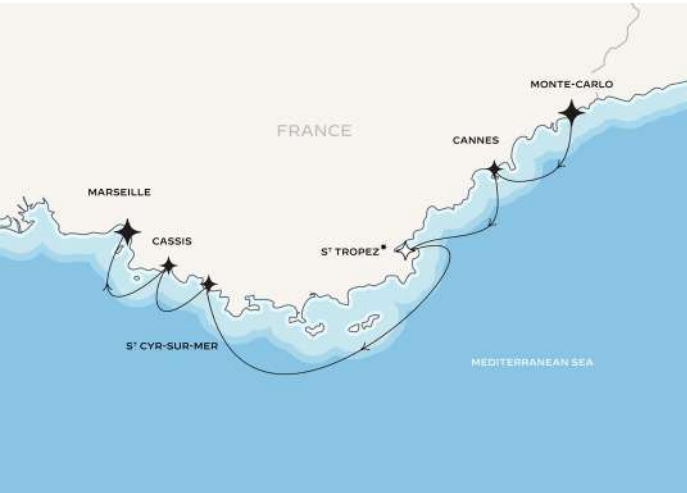 MONTE-CARLO
FRANCE
CANNES
MARSEILLE
CASSIS
Sᵀ TROPEZ*
Sᵀ CYR-SUR-MER
MEDITERRANEAN SEA